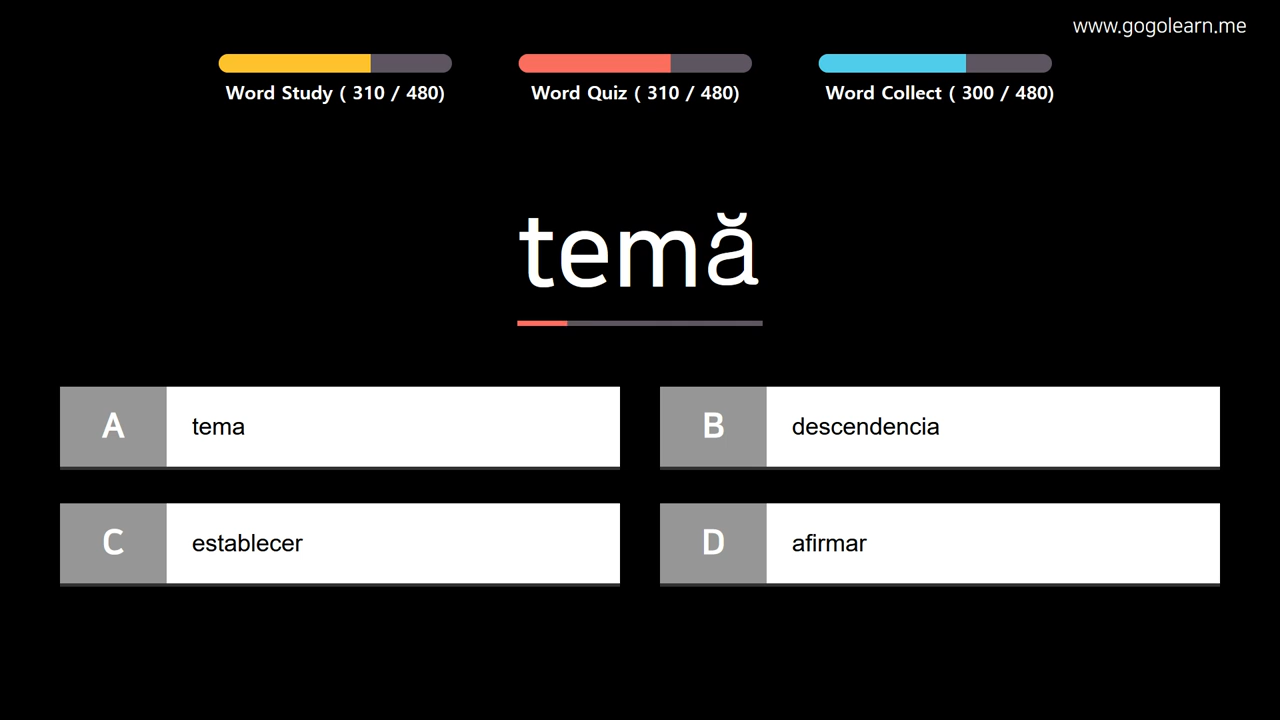 www.gogolearn.me
Word Study ( 310 / 480)
Word Quiz ( 310 / 480)
Word Collect ( 300 / 480)
temă
A tema
B descendencia
C establecer
D afirmar